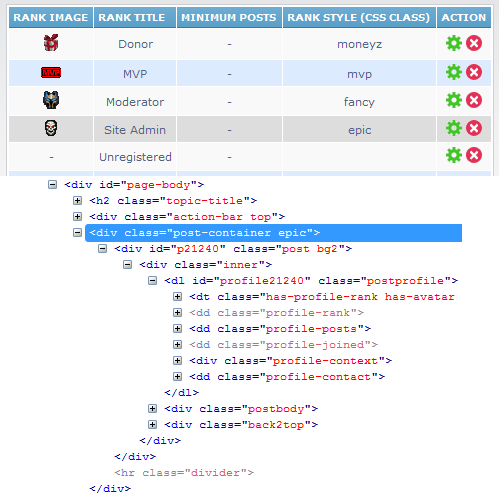 RANK IMAGE RANK TITLE MINIMUM POSTS RANK STYLE (CSS CLASS) ACTION
Donor - moneyz
MVP MVP - mvp
Moderator - fancy
Site Admin - epic
- Unregistered -
<div id="page-body">
<h2 class="topic-title">
<div class="action-bar top">
<div class="post-container epic">
<div id="p21240" class="post bg2">
<div class="inner">
<dl id="profile21240" class="postprofile">
<dt class="has-profile-rank has-avatar
<dd class="profile-rank">
<dd class="profile-posts">
<dd class="profile-joined">
<div class="profile-context">
<dd class="profile-contact">
</dl>
<div class="postbody">
<div class="back2top">
</div>
</div>
<hr class="divider">
</div>